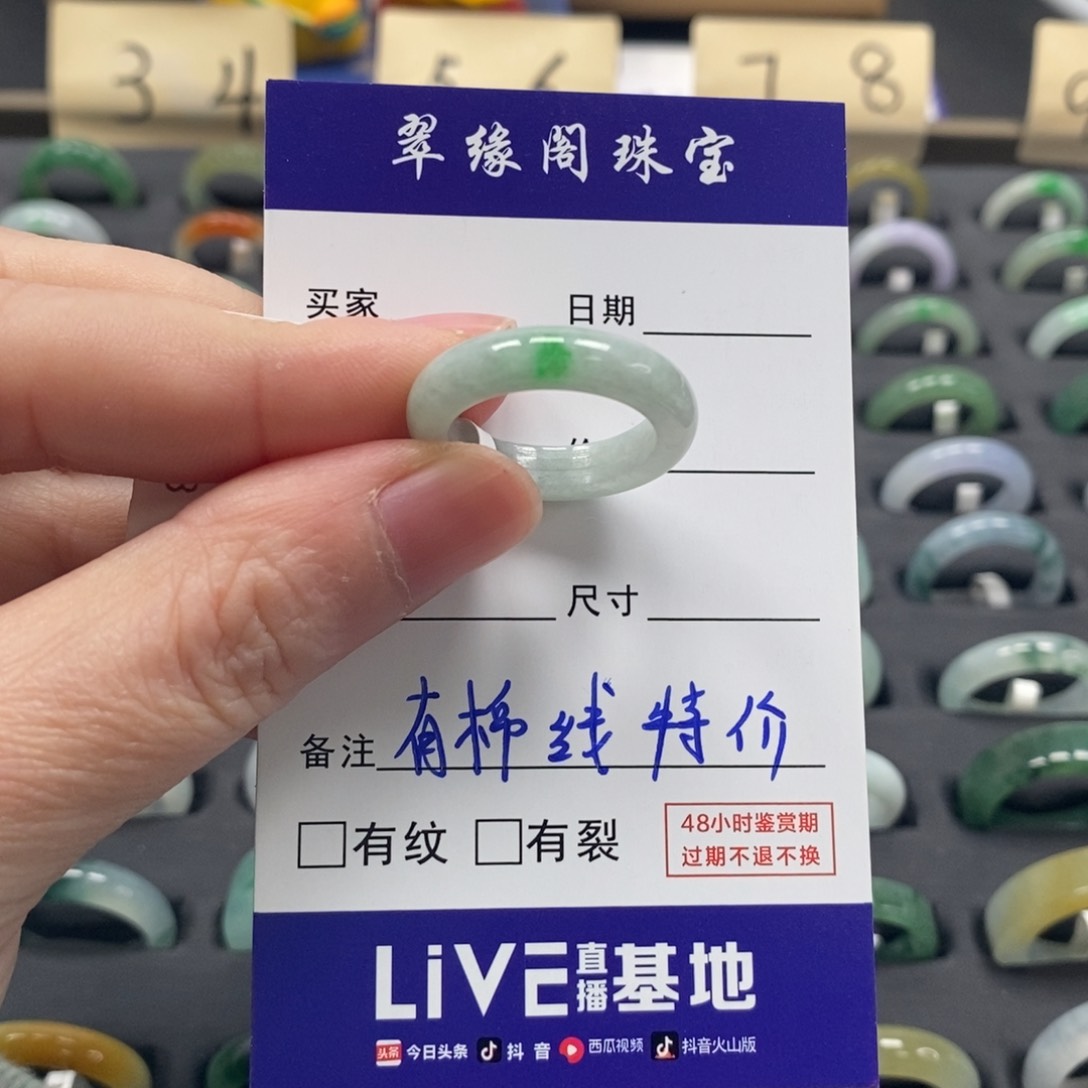 3 4
5 6
7 8
9
翠缘阁珠宝
买家 日期
尺寸
备注 有棉线特价
有纹 有裂
48小时鉴赏期
过期不退不换
LiVE直播基地
头条 今日头条 抖音 西瓜视频 抖音火山版